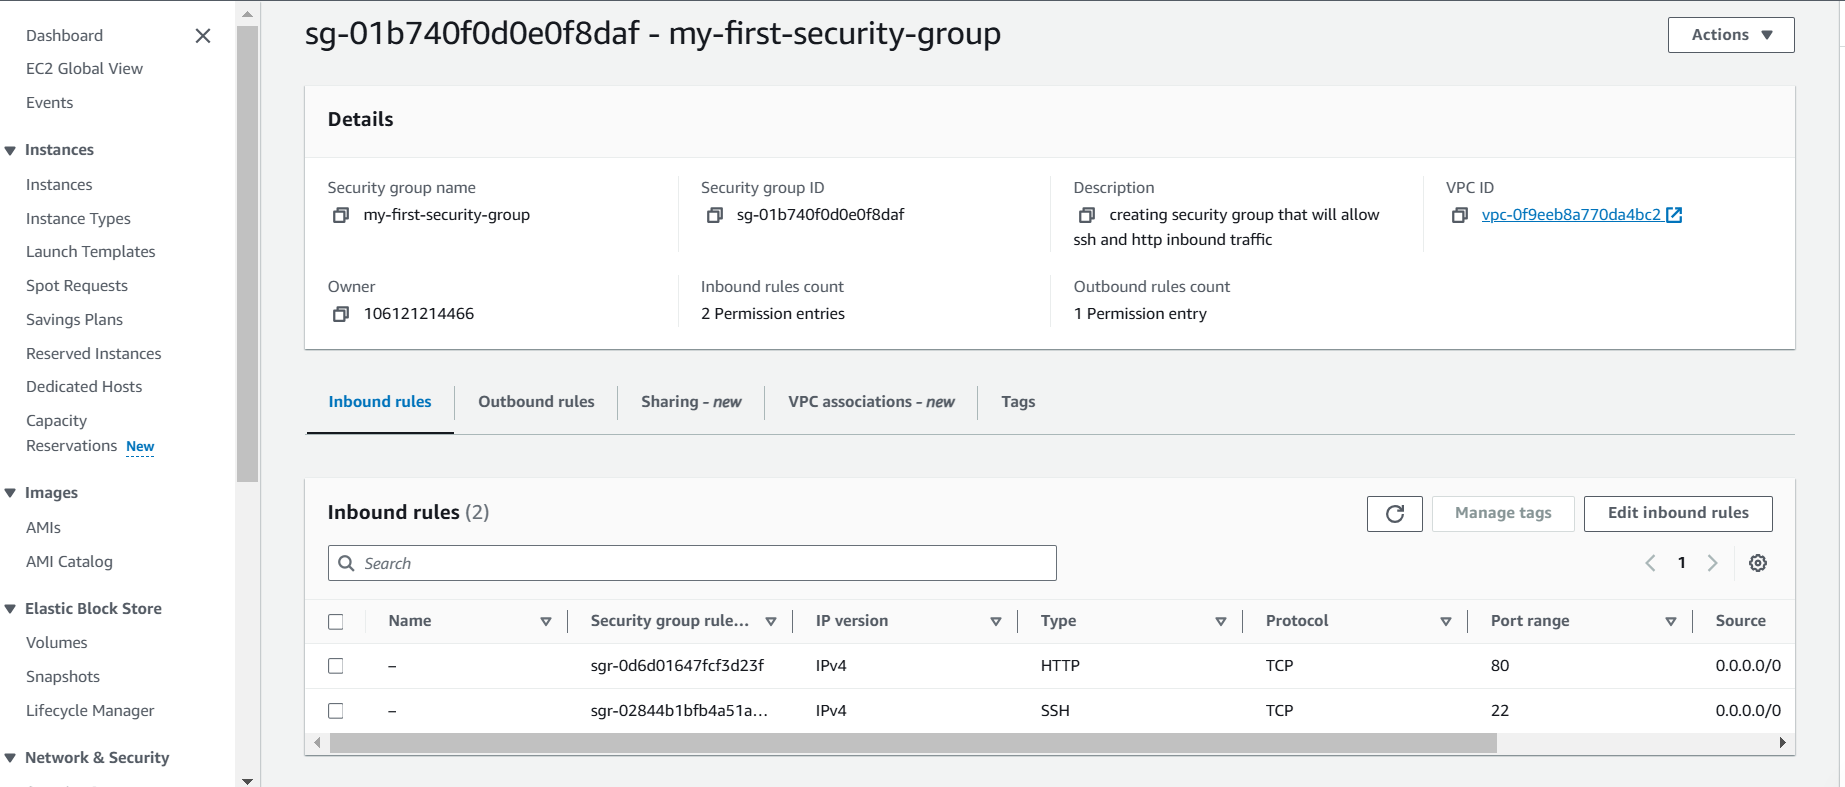 Dashboard
EC2 Global View
Events
Instances
Instances
Instance Types
Launch Templates
Spot Requests
Savings Plans
Reserved Instances
Dedicated Hosts
Capacity
Reservations New
Images
AMIs
AMI Catalog
Elastic Block Store
Volumes
Snapshots
Lifecycle Manager
Network & Security
sg-01b740f0d0e0f8daf - my-first-security-group
Actions
Details
Security group name
my-first-security-group
Security group ID
sg-01b740f0d0e0f8daf
Description
creating security group that will allow
ssh and http inbound traffic
VPC ID
vpc-0f9eeb8a770da4bc2
Owner
106121214466
Inbound rules count
2 Permission entries
Outbound rules count
1 Permission entry
Inbound rules Outbound rules Sharing - new VPC associations - new Tags
Inbound rules (2)
Manage tags
Edit inbound rules
Search
1
Name Security group rule... IP version Type Protocol Port range Source
– sgr-0d6d01647fcf3d23f IPv4 HTTP TCP 80 0.0.0.0/0
– sgr-02844b1bfb4a51a... IPv4 SSH TCP 22 0.0.0.0/0